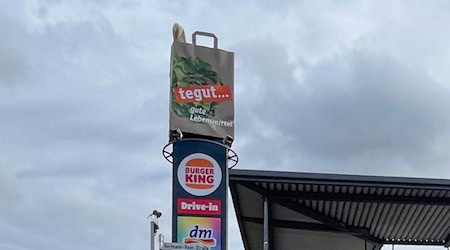 tegut...
gute
Lebensmittel
BURGER
KING
Drive-in
dm